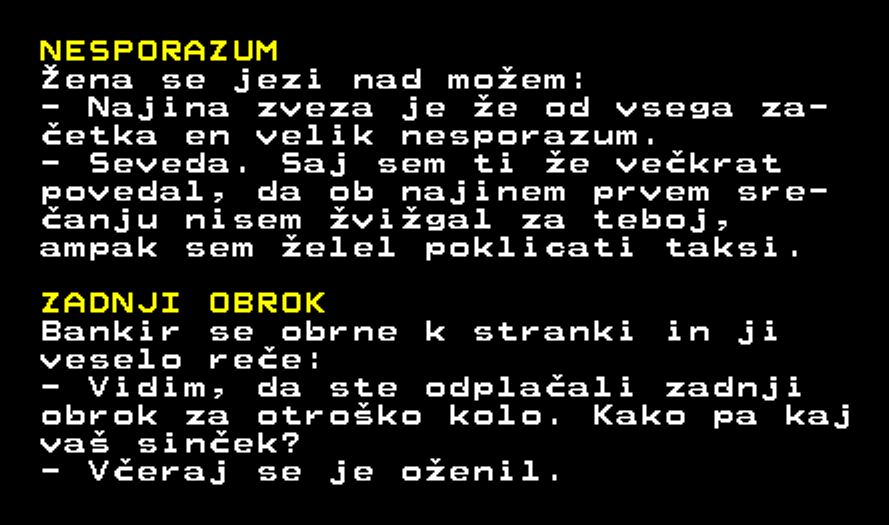 NESPORAZUM
Žena se jezi nad možem:
- Najina zveza je že od vsega za-
četka en velik nesporazum.
- Seveda. Saj sem ti že večkrat
povedal, da ob najinem prvem sre-
čanju nisem žvižgal za teboj,
ampak sem želel poklicati taksi.
ZADNJI OBROK
Bankir se obrne k stranki in ji
veselo reče:
- Vidim, da ste odplačali zadnji
obrok za otroško kolo. Kako pa kaj
vaš sinček?
- Včeraj se je oženil.